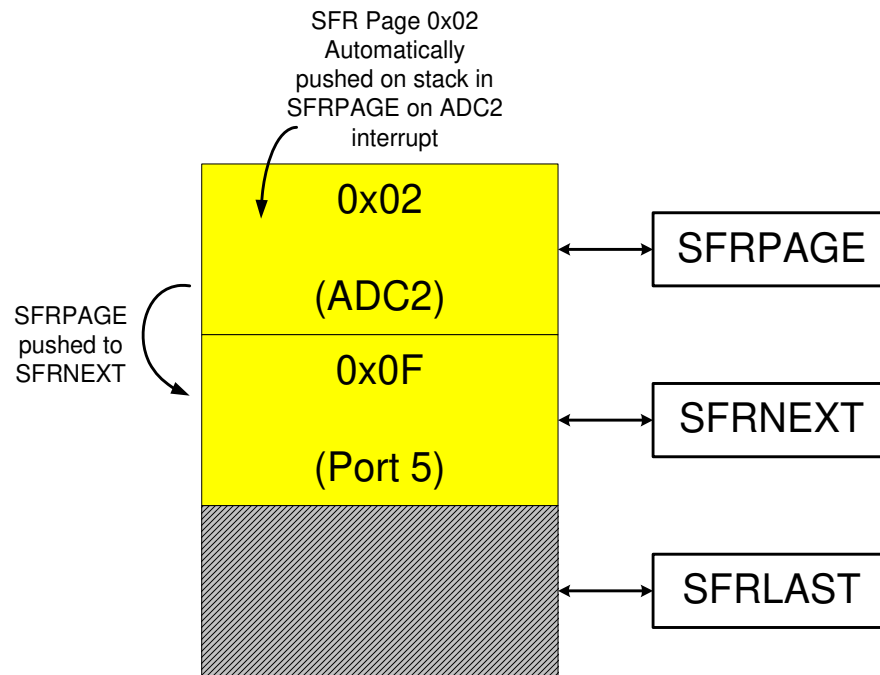 SFR Page 0x02
Automatically
pushed on stack in
SFRPAGE on ADC2
interrupt
0x02
(ADC2)
SFRPAGE
SFRPAGE
pushed to
SFRNEXT
0x0F
(Port 5)
SFRNEXT
SFRLAST